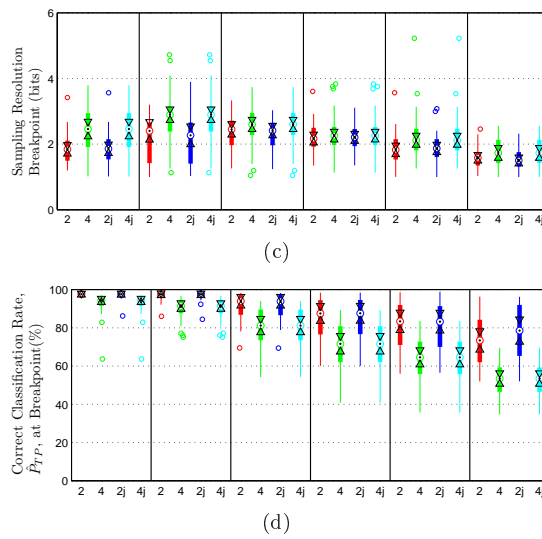 Sampling Resolution
Breakpoint (bits)
6
4
2
0
2 4 2j 4j 2 4 2j 4j 2 4 2j 4j 2 4 2j 4j 2 4 2j 4j 2 4 2j 4j
(c)
Correct Classification Rate,
P̂_TP, at Breakpoint(%)
100
80
60
40
20
0
2 4 2j 4j 2 4 2j 4j 2 4 2j 4j 2 4 2j 4j 2 4 2j 4j 2 4 2j 4j
(d)